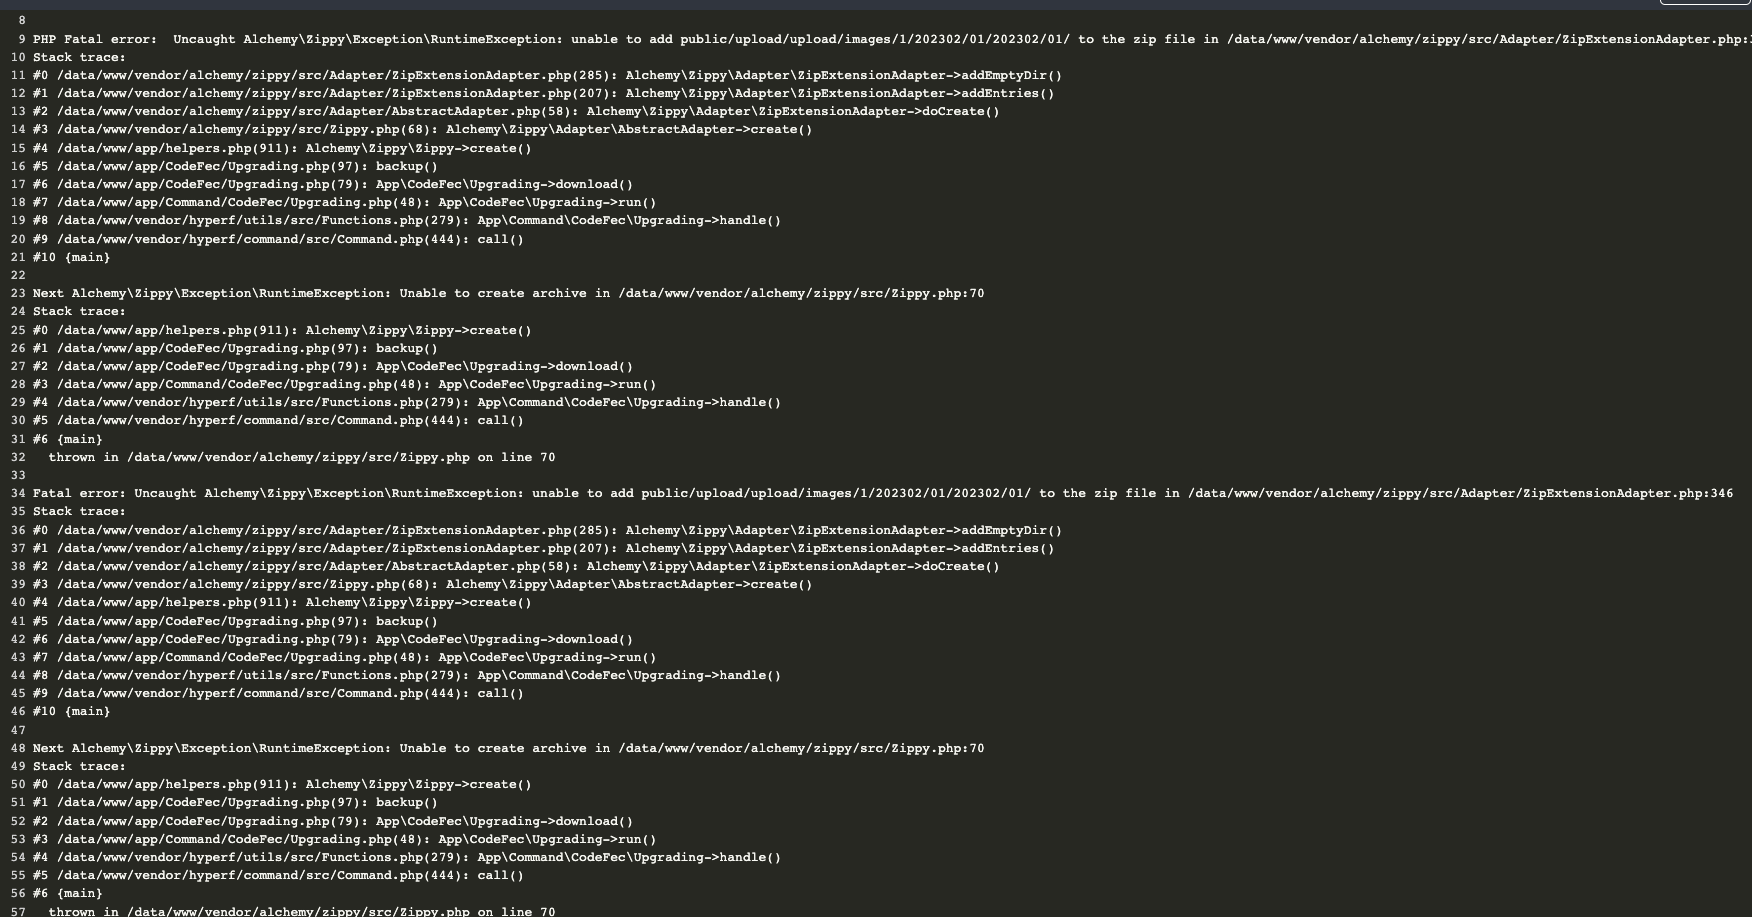 8
9 PHP Fatal error:  Uncaught Alchemy\Zippy\Exception\RuntimeException: unable to add public/upload/upload/images/1/202302/01/202302/01/ to the zip file in /data/www/vendor/alchemy/zippy/src/Adapter/ZipExtensionAdapter.php:
10 Stack trace:
11 #0 /data/www/vendor/alchemy/zippy/src/Adapter/ZipExtensionAdapter.php(285): Alchemy\Zippy\Adapter\ZipExtensionAdapter->addEmptyDir()
12 #1 /data/www/vendor/alchemy/zippy/src/Adapter/ZipExtensionAdapter.php(207): Alchemy\Zippy\Adapter\ZipExtensionAdapter->addEntries()
13 #2 /data/www/vendor/alchemy/zippy/src/Adapter/AbstractAdapter.php(58): Alchemy\Zippy\Adapter\ZipExtensionAdapter->doCreate()
14 #3 /data/www/vendor/alchemy/zippy/src/Zippy.php(68): Alchemy\Zippy\Adapter\AbstractAdapter->create()
15 #4 /data/www/app/helpers.php(911): Alchemy\Zippy\Zippy->create()
16 #5 /data/www/app/CodeFec/Upgrading.php(97): backup()
17 #6 /data/www/app/CodeFec/Upgrading.php(79): App\CodeFec\Upgrading->download()
18 #7 /data/www/app/Command/CodeFec/Upgrading.php(48): App\CodeFec\Upgrading->run()
19 #8 /data/www/vendor/hyperf/utils/src/Functions.php(279): App\Command\CodeFec\Upgrading->handle()
20 #9 /data/www/vendor/hyperf/command/src/Command.php(444): call()
21 #10 {main}
22
23 Next Alchemy\Zippy\Exception\RuntimeException: Unable to create archive in /data/www/vendor/alchemy/zippy/src/Zippy.php:70
24 Stack trace:
25 #0 /data/www/app/helpers.php(911): Alchemy\Zippy\Zippy->create()
26 #1 /data/www/app/CodeFec/Upgrading.php(97): backup()
27 #2 /data/www/app/CodeFec/Upgrading.php(79): App\CodeFec\Upgrading->download()
28 #3 /data/www/app/Command/CodeFec/Upgrading.php(48): App\CodeFec\Upgrading->run()
29 #4 /data/www/vendor/hyperf/utils/src/Functions.php(279): App\Command\CodeFec\Upgrading->handle()
30 #5 /data/www/vendor/hyperf/command/src/Command.php(444): call()
31 #6 {main}
32   thrown in /data/www/vendor/alchemy/zippy/src/Zippy.php on line 70
33
34 Fatal error: Uncaught Alchemy\Zippy\Exception\RuntimeException: unable to add public/upload/upload/images/1/202302/01/202302/01/ to the zip file in /data/www/vendor/alchemy/zippy/src/Adapter/ZipExtensionAdapter.php:346
35 Stack trace:
36 #0 /data/www/vendor/alchemy/zippy/src/Adapter/ZipExtensionAdapter.php(285): Alchemy\Zippy\Adapter\ZipExtensionAdapter->addEmptyDir()
37 #1 /data/www/vendor/alchemy/zippy/src/Adapter/ZipExtensionAdapter.php(207): Alchemy\Zippy\Adapter\ZipExtensionAdapter->addEntries()
38 #2 /data/www/vendor/alchemy/zippy/src/Adapter/AbstractAdapter.php(58): Alchemy\Zippy\Adapter\ZipExtensionAdapter->doCreate()
39 #3 /data/www/vendor/alchemy/zippy/src/Zippy.php(68): Alchemy\Zippy\Adapter\AbstractAdapter->create()
40 #4 /data/www/app/helpers.php(911): Alchemy\Zippy\Zippy->create()
41 #5 /data/www/app/CodeFec/Upgrading.php(97): backup()
42 #6 /data/www/app/CodeFec/Upgrading.php(79): App\CodeFec\Upgrading->download()
43 #7 /data/www/app/Command/CodeFec/Upgrading.php(48): App\CodeFec\Upgrading->run()
44 #8 /data/www/vendor/hyperf/utils/src/Functions.php(279): App\Command\CodeFec\Upgrading->handle()
45 #9 /data/www/vendor/hyperf/command/src/Command.php(444): call()
46 #10 {main}
47
48 Next Alchemy\Zippy\Exception\RuntimeException: Unable to create archive in /data/www/vendor/alchemy/zippy/src/Zippy.php:70
49 Stack trace:
50 #0 /data/www/app/helpers.php(911): Alchemy\Zippy\Zippy->create()
51 #1 /data/www/app/CodeFec/Upgrading.php(97): backup()
52 #2 /data/www/app/CodeFec/Upgrading.php(79): App\CodeFec\Upgrading->download()
53 #3 /data/www/app/Command/CodeFec/Upgrading.php(48): App\CodeFec\Upgrading->run()
54 #4 /data/www/vendor/hyperf/utils/src/Functions.php(279): App\Command\CodeFec\Upgrading->handle()
55 #5 /data/www/vendor/hyperf/command/src/Command.php(444): call()
56 #6 {main}
57   thrown in /data/www/vendor/alchemy/zippy/src/Zippy.php on line 70